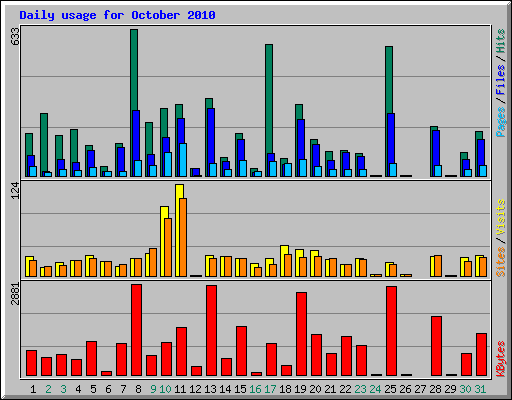 Daily usage for October 2010
633
Pages / Files / Hits
124
Sites / Visits
2881
KBytes
1 2 3 4 5 6 7 8 9 10 11 12 13 14 15 16 17 18 19 20 21 22 23 24 25 26 27 28 29 30 31